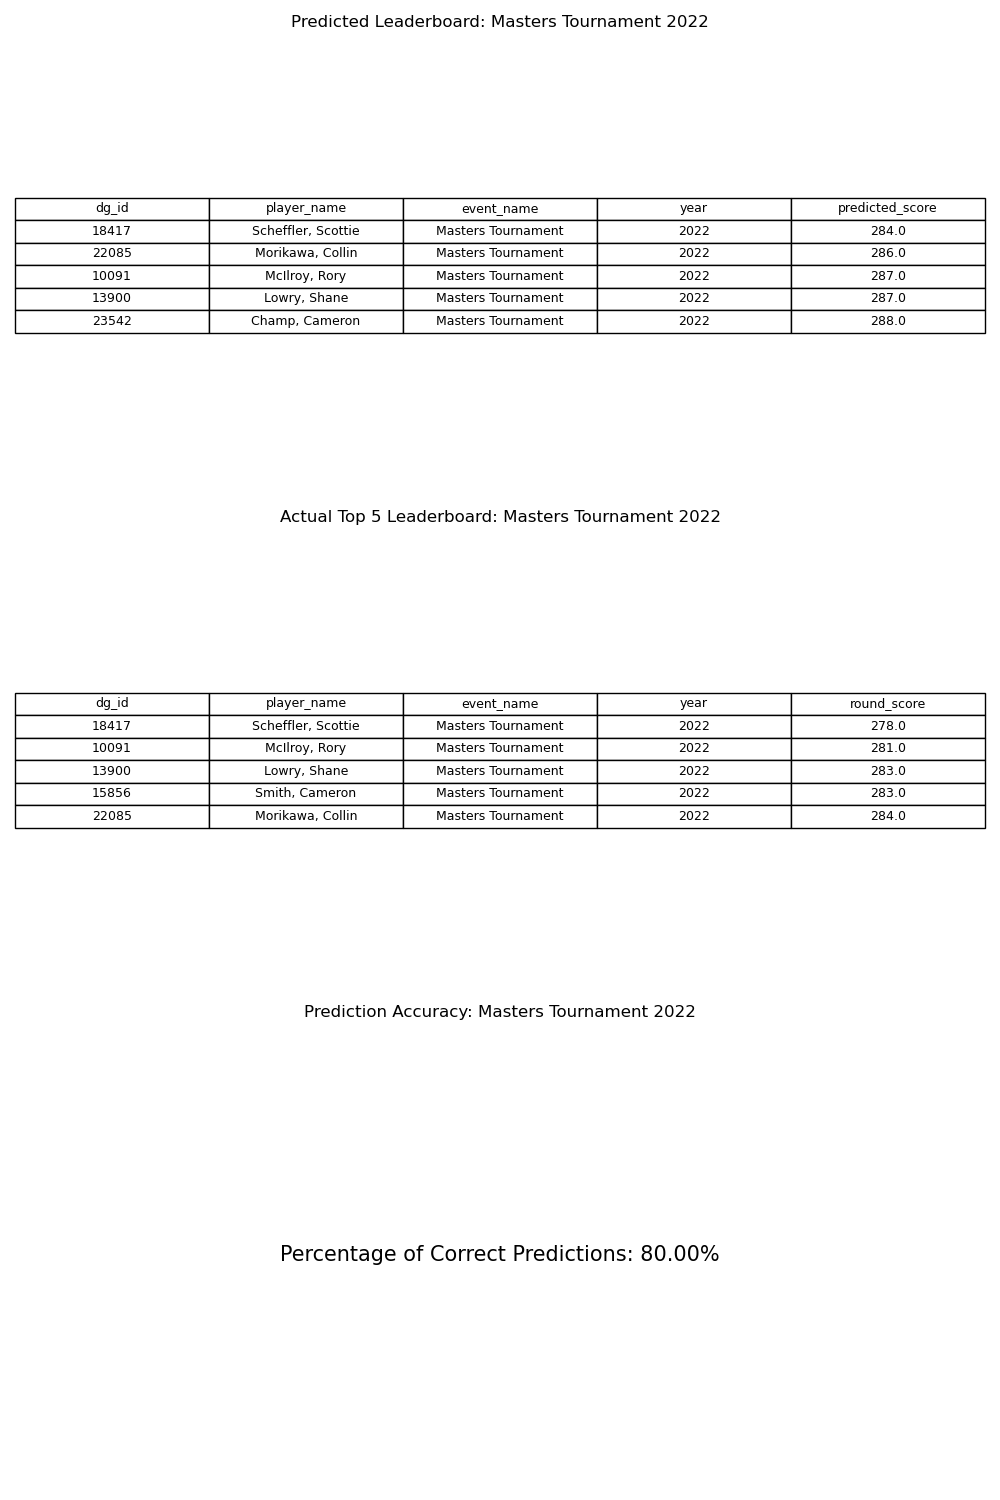 Predicted Leaderboard: Masters Tournament 2022
dg_id player_name event_name year predicted_score
18417 Scheffler, Scottie Masters Tournament 2022 284.0
22085 Morikawa, Collin Masters Tournament 2022 286.0
10091 McIlroy, Rory Masters Tournament 2022 287.0
13900 Lowry, Shane Masters Tournament 2022 287.0
23542 Champ, Cameron Masters Tournament 2022 288.0
Actual Top 5 Leaderboard: Masters Tournament 2022
dg_id player_name event_name year round_score
18417 Scheffler, Scottie Masters Tournament 2022 278.0
10091 McIlroy, Rory Masters Tournament 2022 281.0
13900 Lowry, Shane Masters Tournament 2022 283.0
15856 Smith, Cameron Masters Tournament 2022 283.0
22085 Morikawa, Collin Masters Tournament 2022 284.0
Prediction Accuracy: Masters Tournament 2022
Percentage of Correct Predictions: 80.00%